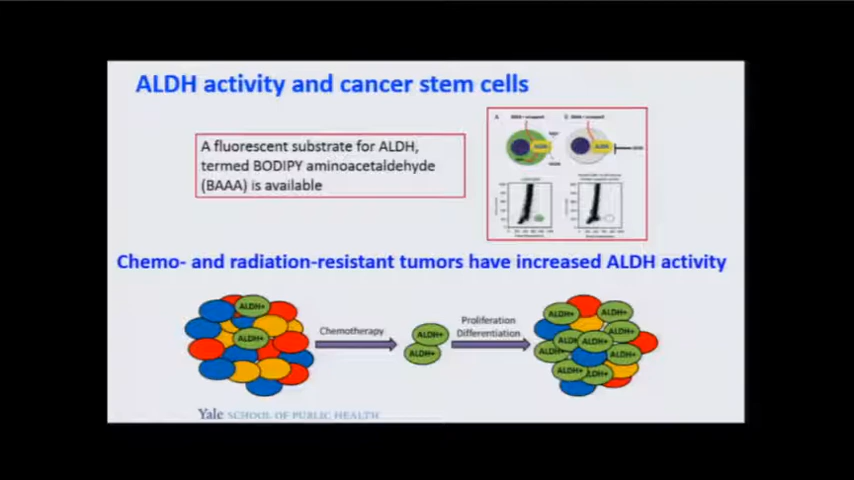 ALDH activity and cancer stem cells
A fluorescent substrate for ALDH,
termed BODIPY aminoacetaldehyde
(BAAA) is available
ALDH
ALDH
Chemo- and radiation-resistant tumors have increased ALDH activity
ALDH+
ALDH+
Chemotherapy
ALDH+
ALDH+
Proliferation
Differentiation
ALDH+
ALDH+
ALDH+
ALDH+
ALDH+
ALDH+
ALDH+
Yale SCHOOL OF PUBLIC HEALTH